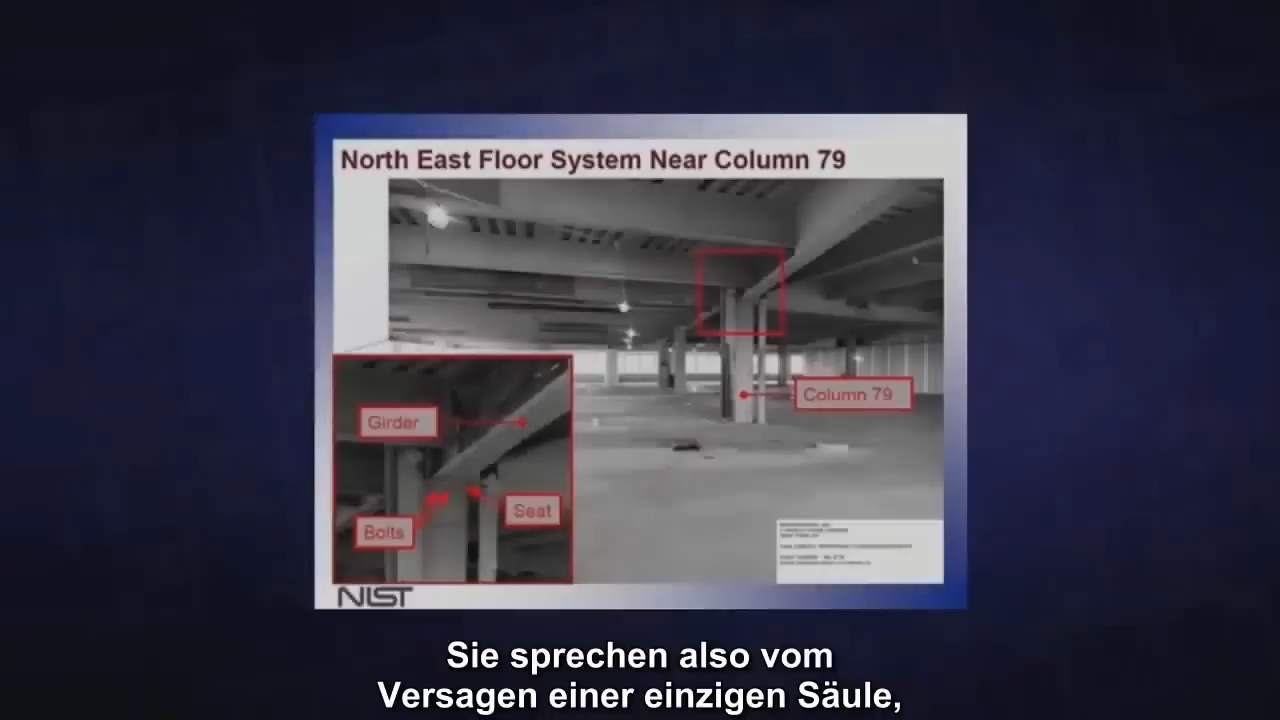 North East Floor System Near Column 79
Column 79
Girder
Seat
Bolts
NIST
Sie sprechen also vom
Versagen einer einzigen Säule,